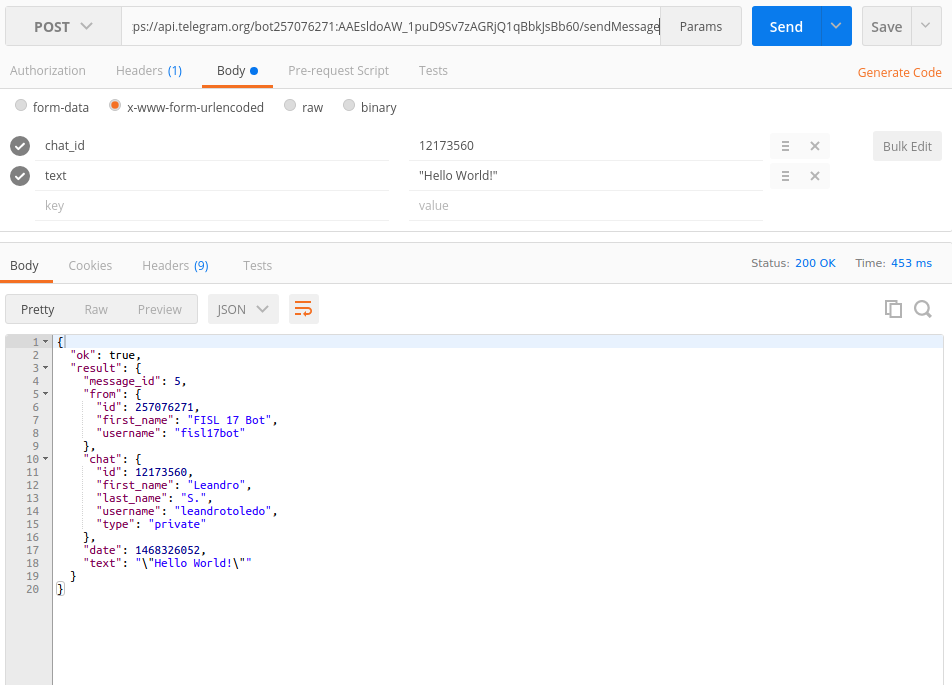 POST ps://api.telegram.org/bot257076271:AAEsldoAW_1puD9Sv7zAGRjQ1qBbkJsBb60/sendMessage Params Send Save
Authorization Headers (1) Body Pre-request Script Tests Generate Code
form-data x-www-form-urlencoded raw binary
chat_id 12173560 Bulk Edit
text "Hello World!"
key value
Body Cookies Headers (9) Tests Status: 200 OK Time: 453 ms
Pretty Raw Preview JSON
1 {
2 "ok": true,
3 "result": {
4 "message_id": 5,
5 "from": {
6 "id": 257076271,
7 "first_name": "FISL 17 Bot",
8 "username": "fisl17bot"
9 },
10 "chat": {
11 "id": 12173560,
12 "first_name": "Leandro",
13 "last_name": "S.",
14 "username": "leandrotoledo",
15 "type": "private"
16 },
17 "date": 1468326052,
18 "text": "\"Hello World!\""
19 }
20 }